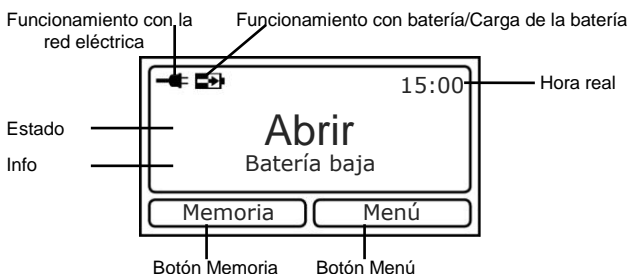 Funcionamiento con la
red eléctrica
Funcionamiento con batería/Carga de la batería
15:00
Hora real
Estado
Abrir
Info
Batería baja
Memoria
Menú
Botón Memoria
Botón Menú